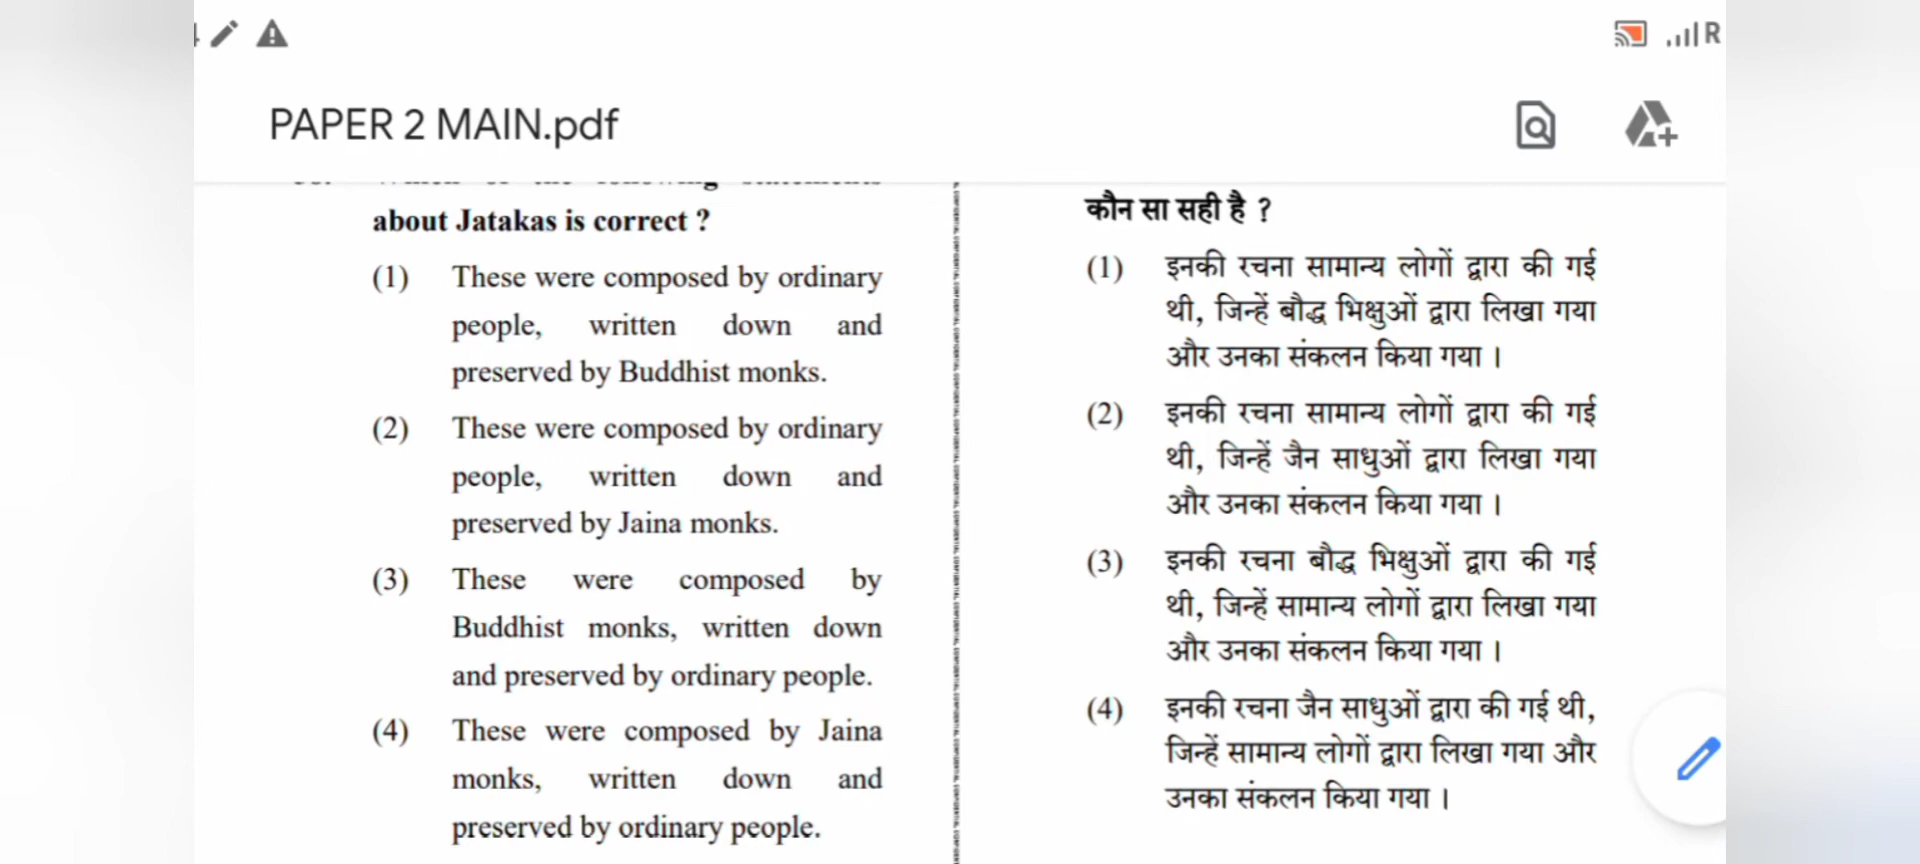 R
PAPER 2 MAIN.pdf
about Jatakas is correct ?
(1) These were composed by ordinary
people, written down and
preserved by Buddhist monks.
(2) These were composed by ordinary
people, written down and
preserved by Jaina monks.
(3) These were composed by
Buddhist monks, written down
and preserved by ordinary people.
(4) These were composed by Jaina
monks, written down and
preserved by ordinary people.
कौन सा सही है ?
(1) इनकी रचना सामान्य लोगों द्वारा की गई
थी, जिन्हें बौद्ध भिक्षुओं द्वारा लिखा गया
और उनका संकलन किया गया ।
(2) इनकी रचना सामान्य लोगों द्वारा की गई
थी, जिन्हें जैन साधुओं द्वारा लिखा गया
और उनका संकलन किया गया ।
(3) इनकी रचना बौद्ध भिक्षुओं द्वारा की गई
थी, जिन्हें सामान्य लोगों द्वारा लिखा गया
और उनका संकलन किया गया ।
(4) इनकी रचना जैन साधुओं द्वारा की गई थी,
जिन्हें सामान्य लोगों द्वारा लिखा गया और
उनका संकलन किया गया ।